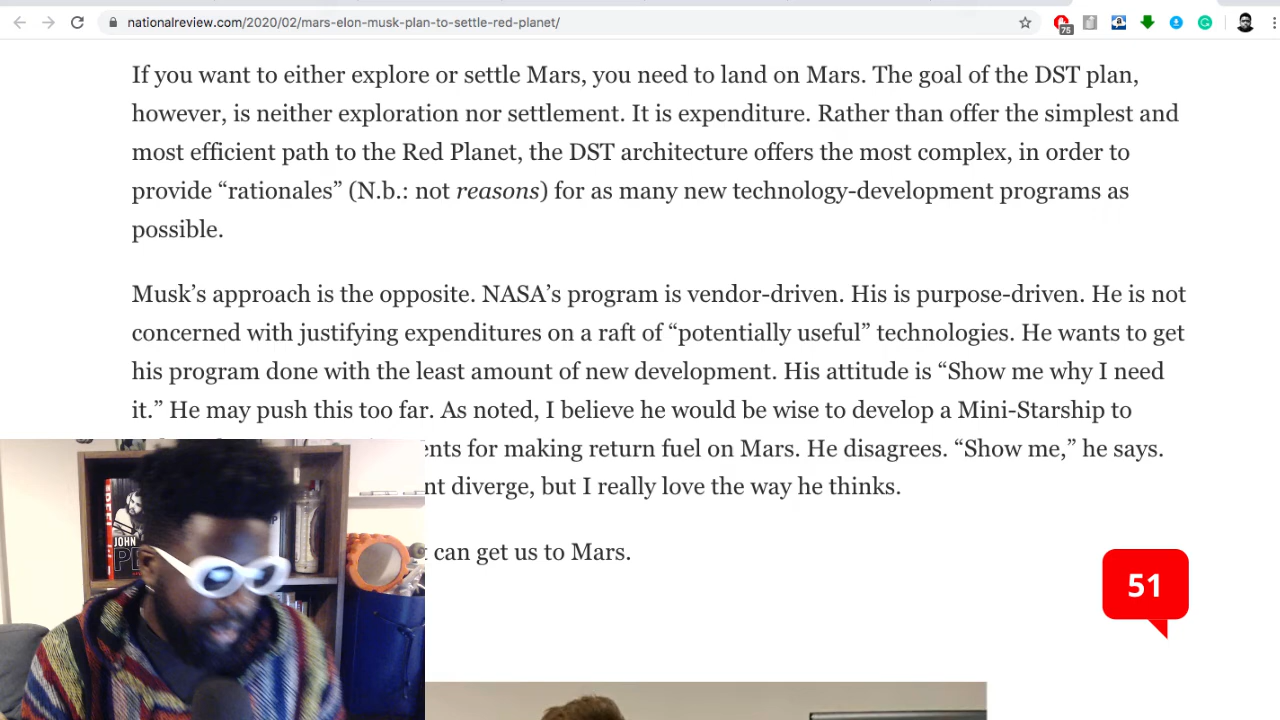 nationalreview.com/2020/02/mars-elon-musk-plan-to-settle-red-planet/
75
If you want to either explore or settle Mars, you need to land on Mars. The goal of the DST plan,
however, is neither exploration nor settlement. It is expenditure. Rather than offer the simplest and
most efficient path to the Red Planet, the DST architecture offers the most complex, in order to
provide “rationales” (N.b.: not reasons) for as many new technology-development programs as
possible.
Musk’s approach is the opposite. NASA’s program is vendor-driven. His is purpose-driven. He is not
concerned with justifying expenditures on a raft of “potentially useful” technologies. He wants to get
his program done with the least amount of new development. His attitude is “Show me why I need
it.” He may push this too far. As noted, I believe he would be wise to develop a Mini-Starship to
ents for making return fuel on Mars. He disagrees. “Show me,” he says.
nt diverge, but I really love the way he thinks.
can get us to Mars.
51
JOHN